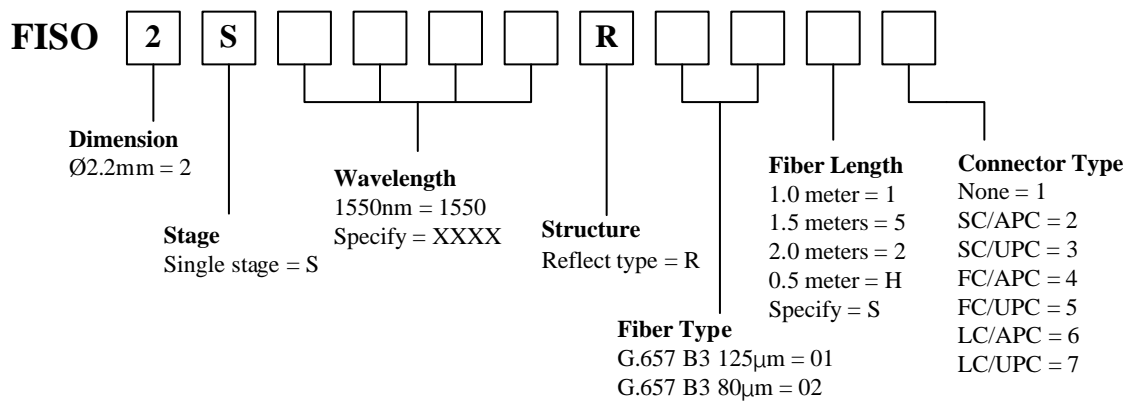 FISO 2 S R
Dimension
Ø2.2mm = 2
Stage
Single stage = S
Wavelength
1550nm = 1550
Specify = XXXX
Structure
Reflect type = R
Fiber Type
G.657 B3 125μm = 01
G.657 B3 80μm = 02
Fiber Length
1.0 meter = 1
1.5 meters = 5
2.0 meters = 2
0.5 meter = H
Specify = S
Connector Type
None = 1
SC/APC = 2
SC/UPC = 3
FC/APC = 4
FC/UPC = 5
LC/APC = 6
LC/UPC = 7